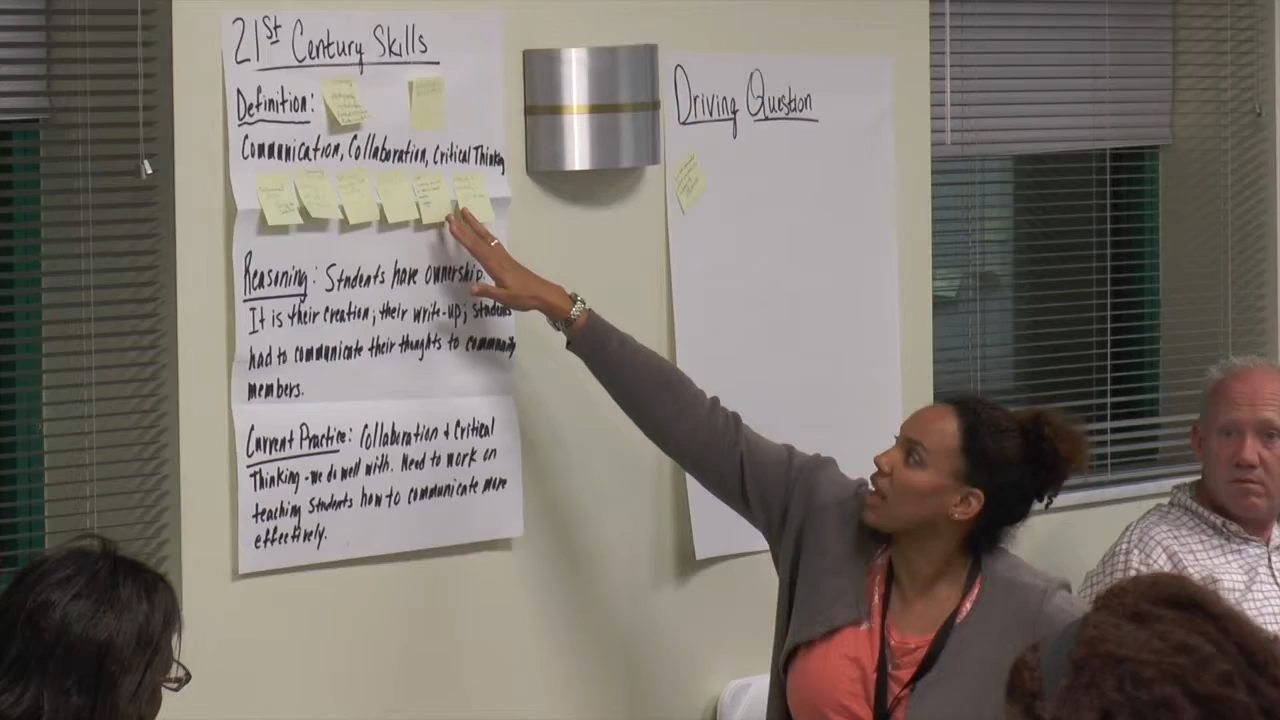 21st Century Skills
Definition:
Communication, Collaboration, Critical Thinking
Reasoning: Students have ownership.
It is their creation; their write-up; students
had to communicate their thoughts to community
members.
Current Practice: Collaboration + Critical
Thinking - we do well with. Need to work on
teaching students how to communicate more
effectively.
Driving Question